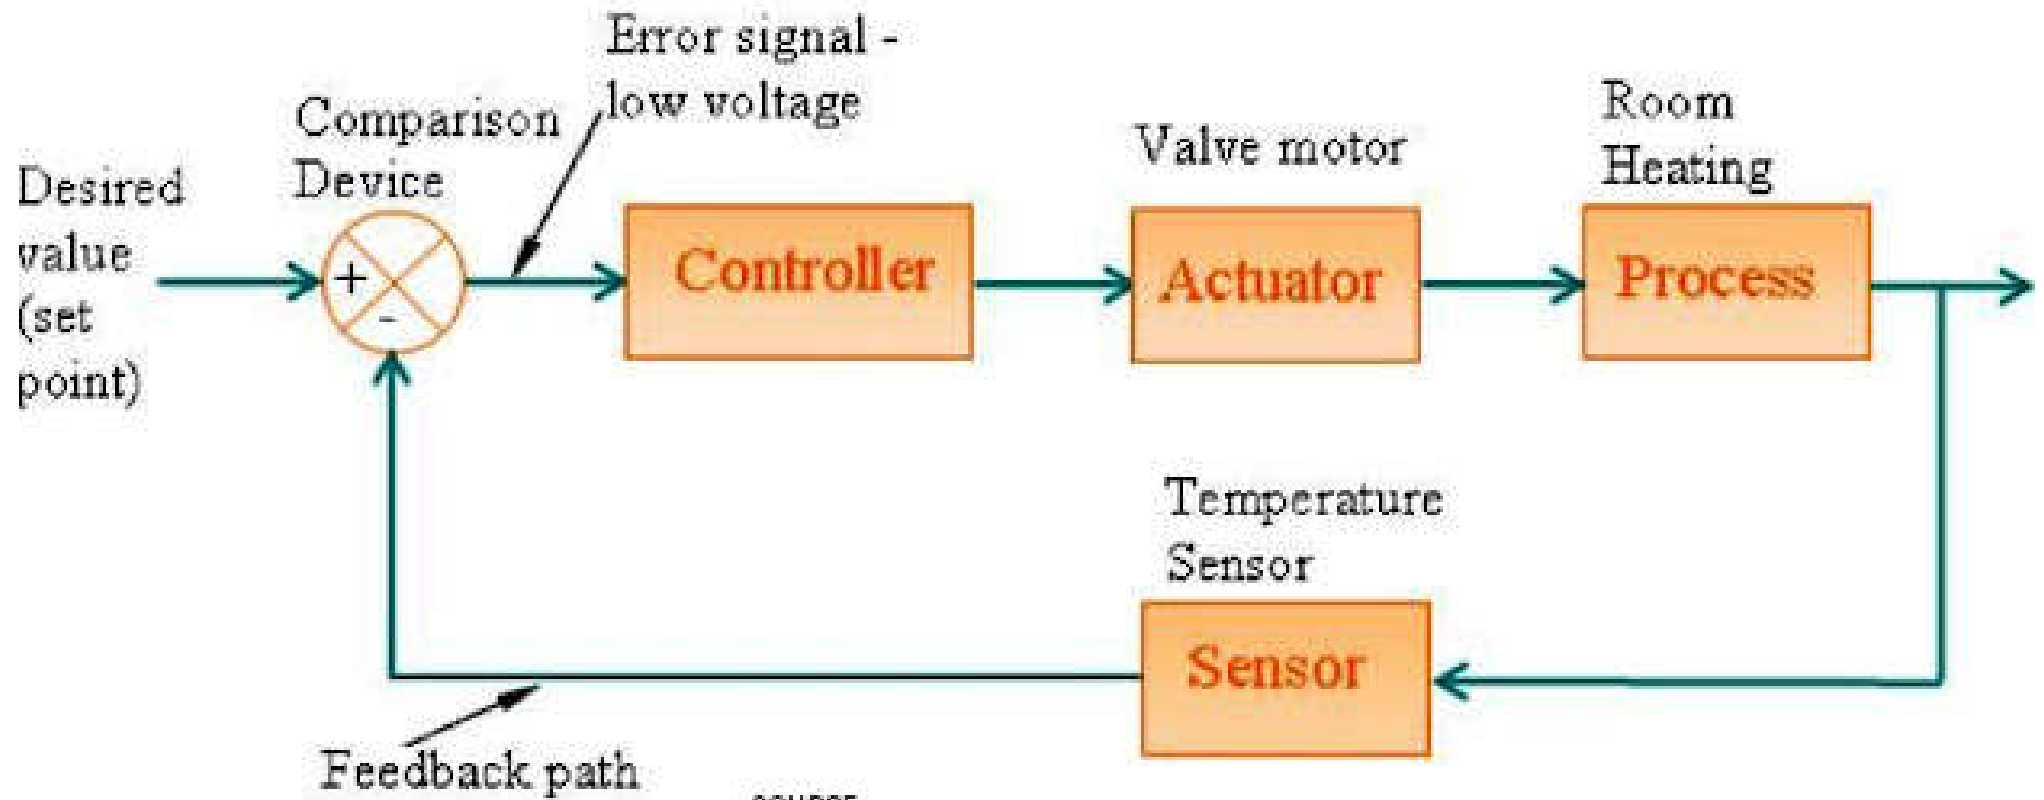 Error signal -
low voltage
Comparison
Device
Desired
value
(set
point)
+
-
Controller
Valve motor
Actuator
Room
Heating
Process
Temperature
Sensor
Sensor
Feedback path